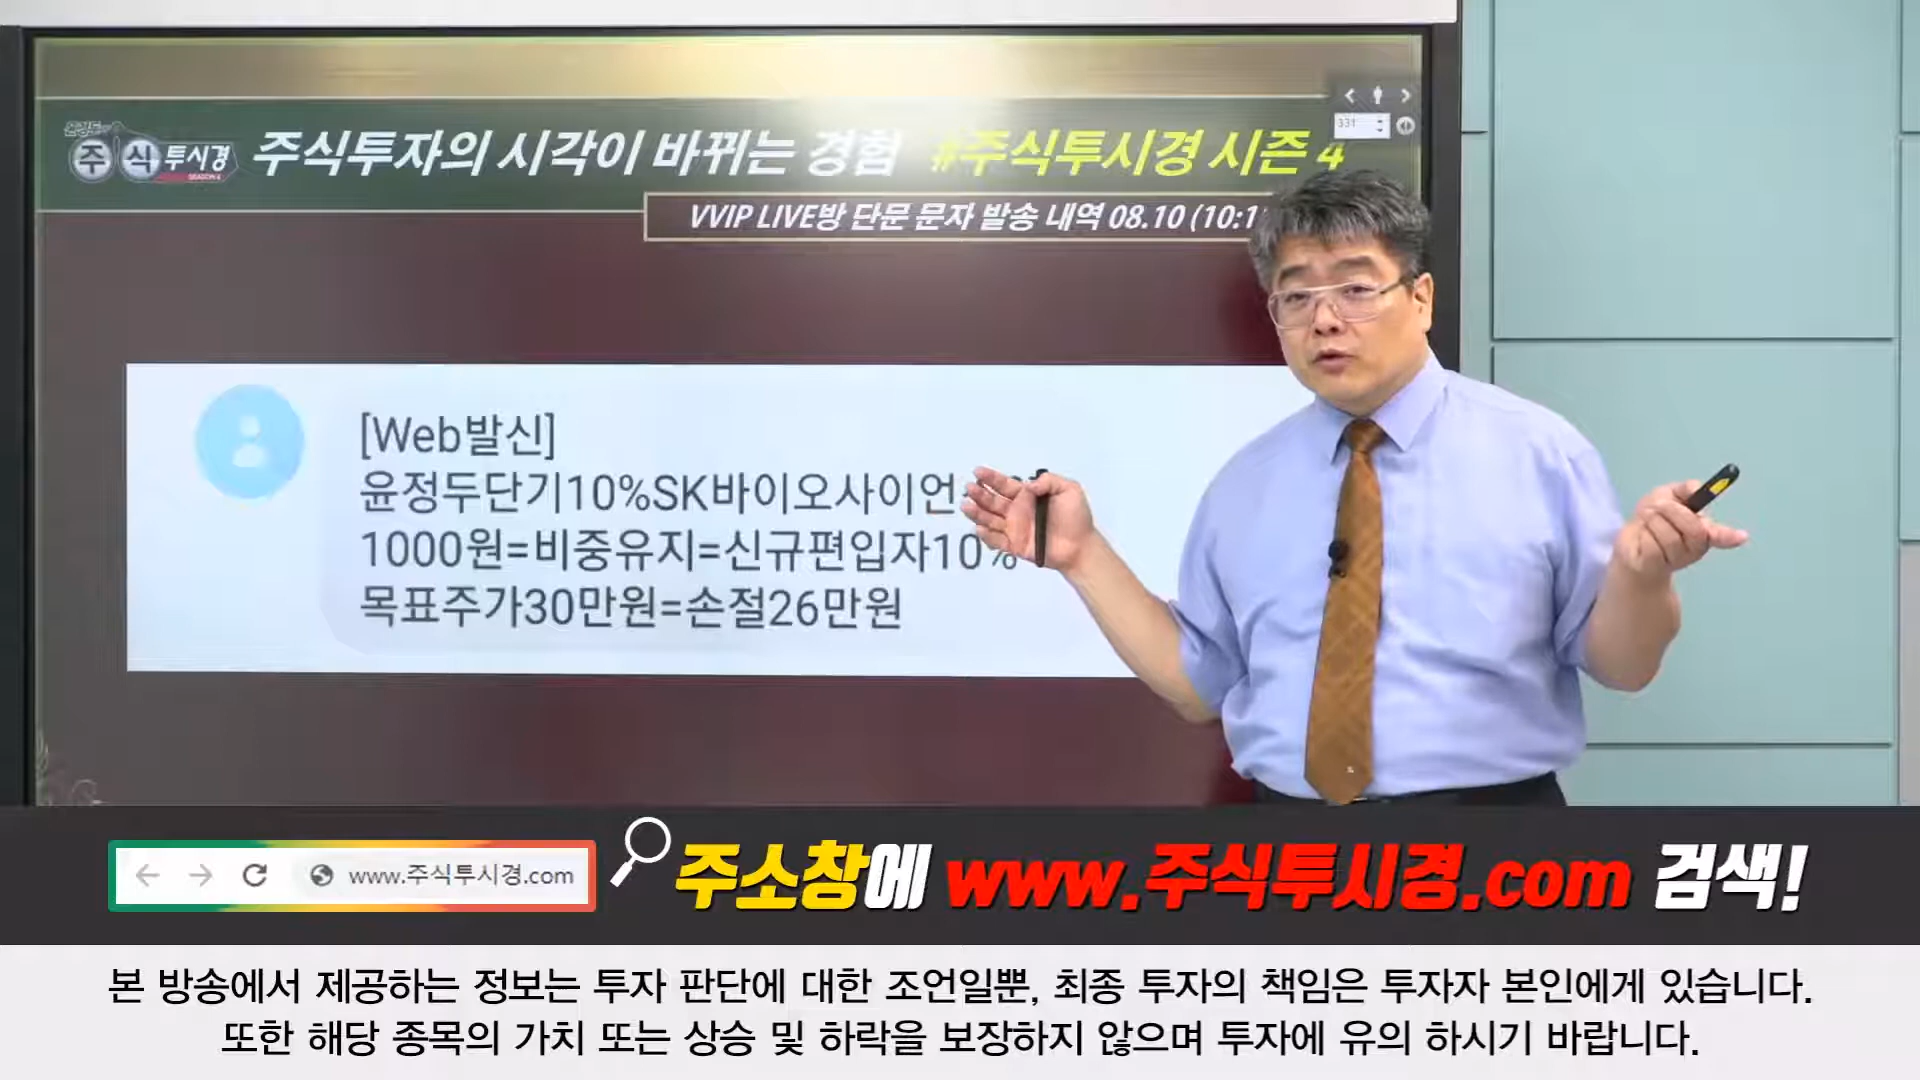 윤정두의
주식투시경
SEASON 4
주식투자의 시각이 바뀌는 경험 #주식투시경 시즌 4
331
VVIP LIVE방 단문 문자 발송 내역 08.10 (10:1
[Web발신]
윤정두단기10%SK바이오사이언
1000원=비중유지=신규편입자10%
목표주가30만원=손절26만원
www.주식투시경.com
주소창에 www.주식투시경.com 검색!
본 방송에서 제공하는 정보는 투자 판단에 대한 조언일뿐, 최종 투자의 책임은 투자자 본인에게 있습니다.
또한 해당 종목의 가치 또는 상승 및 하락을 보장하지 않으며 투자에 유의 하시기 바랍니다.